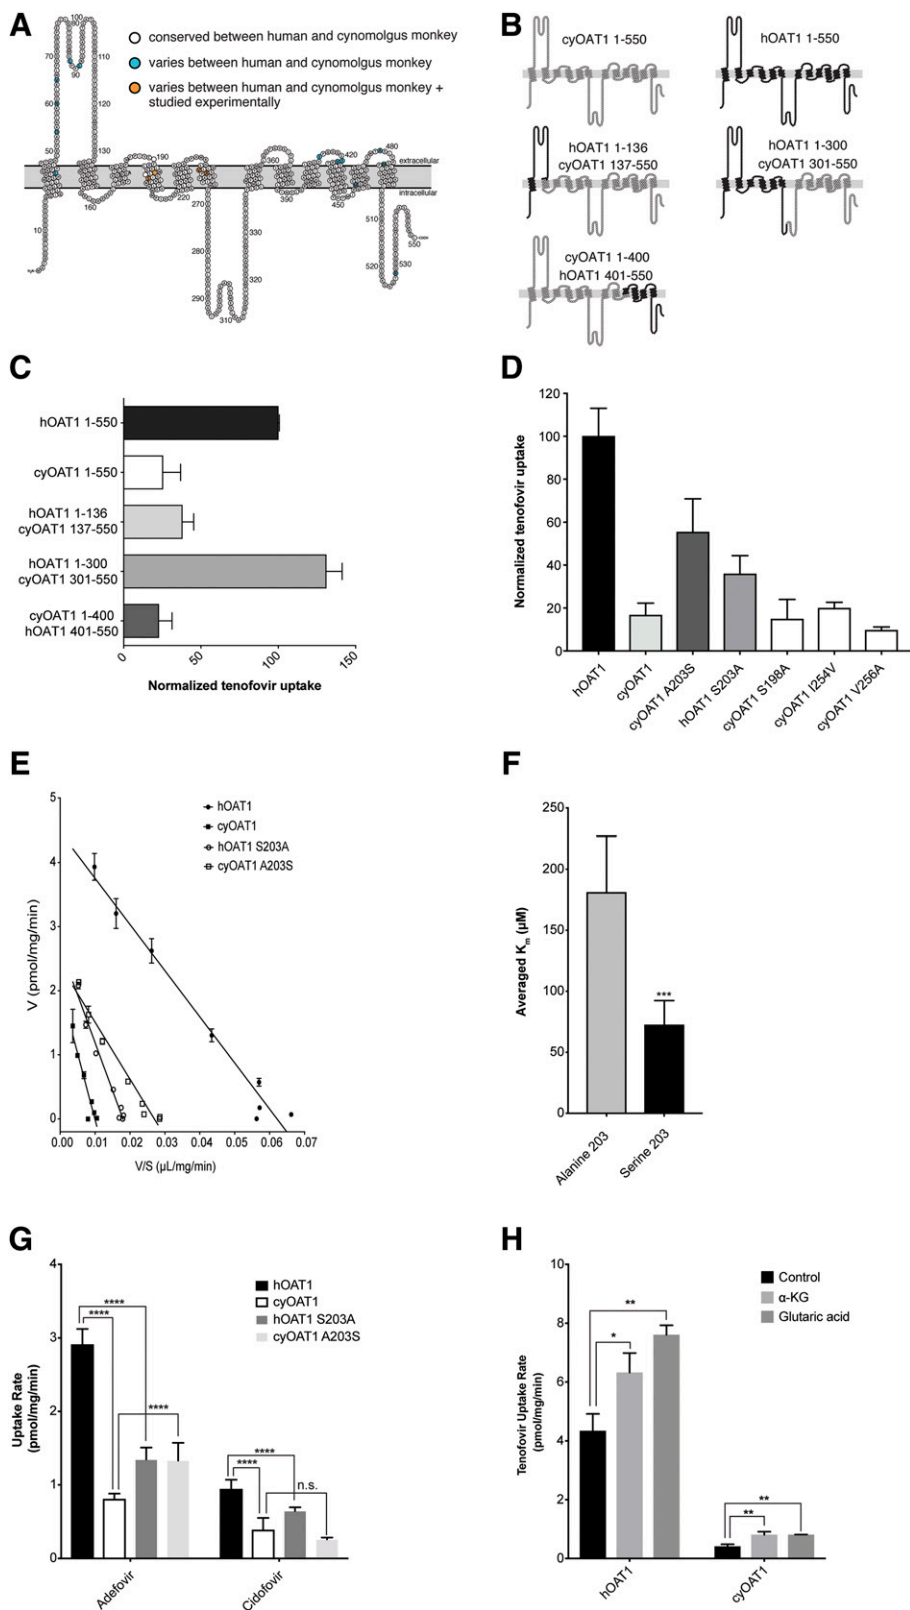 A
conserved between human and cynomolgus monkey
varies between human and cynomolgus monkey
varies between human and cynomolgus monkey +
studied experimentally
100
80
70
90
110
60
120
50
130
190
360
420
480
extracellular
intracellular
160
220
270
390
450
510
10
330
550
320
520
530
290
310
B
cyOAT1 1-550
hOAT1 1-550
hOAT1 1-136
cyOAT1 137-550
hOAT1 1-300
cyOAT1 301-550
cyOAT1 1-400
hOAT1 401-550
C
hOAT1 1-550
cyOAT1 1-550
hOAT1 1-136
cyOAT1 137-550
hOAT1 1-300
cyOAT1 301-550
cyOAT1 1-400
hOAT1 401-550
0
50
100
150
Normalized tenofovir uptake
D
Normalized tenofovir uptake
120
100
80
60
40
20
0
hOAT1
cyOAT1
cyOAT1 A203S
hOAT1 S203A
cyOAT1 S198A
cyOAT1 I254V
cyOAT1 V256A
E
V (pmol/mg/min)
5
4
3
2
1
0
hOAT1
cyOAT1
hOAT1 S203A
cyOAT1 A203S
0.00 0.01 0.02 0.03 0.04 0.05 0.06 0.07
V/S (µL/mg/min)
F
Averaged Km (µM)
250
200
150
100
50
0
***
Alanine 203
Serine 203
G
Uptake Rate
(pmol/mg/min)
4
3
2
1
0
hOAT1
cyOAT1
hOAT1 S203A
cyOAT1 A203S
****
****
****
****
****
n.s.
Adefovir
Cidofovir
H
Tenofovir Uptake Rate
(pmol/mg/min)
10
8
6
4
2
0
Control
α-KG
Glutaric acid
**
*
**
**
hOAT1
cyOAT1